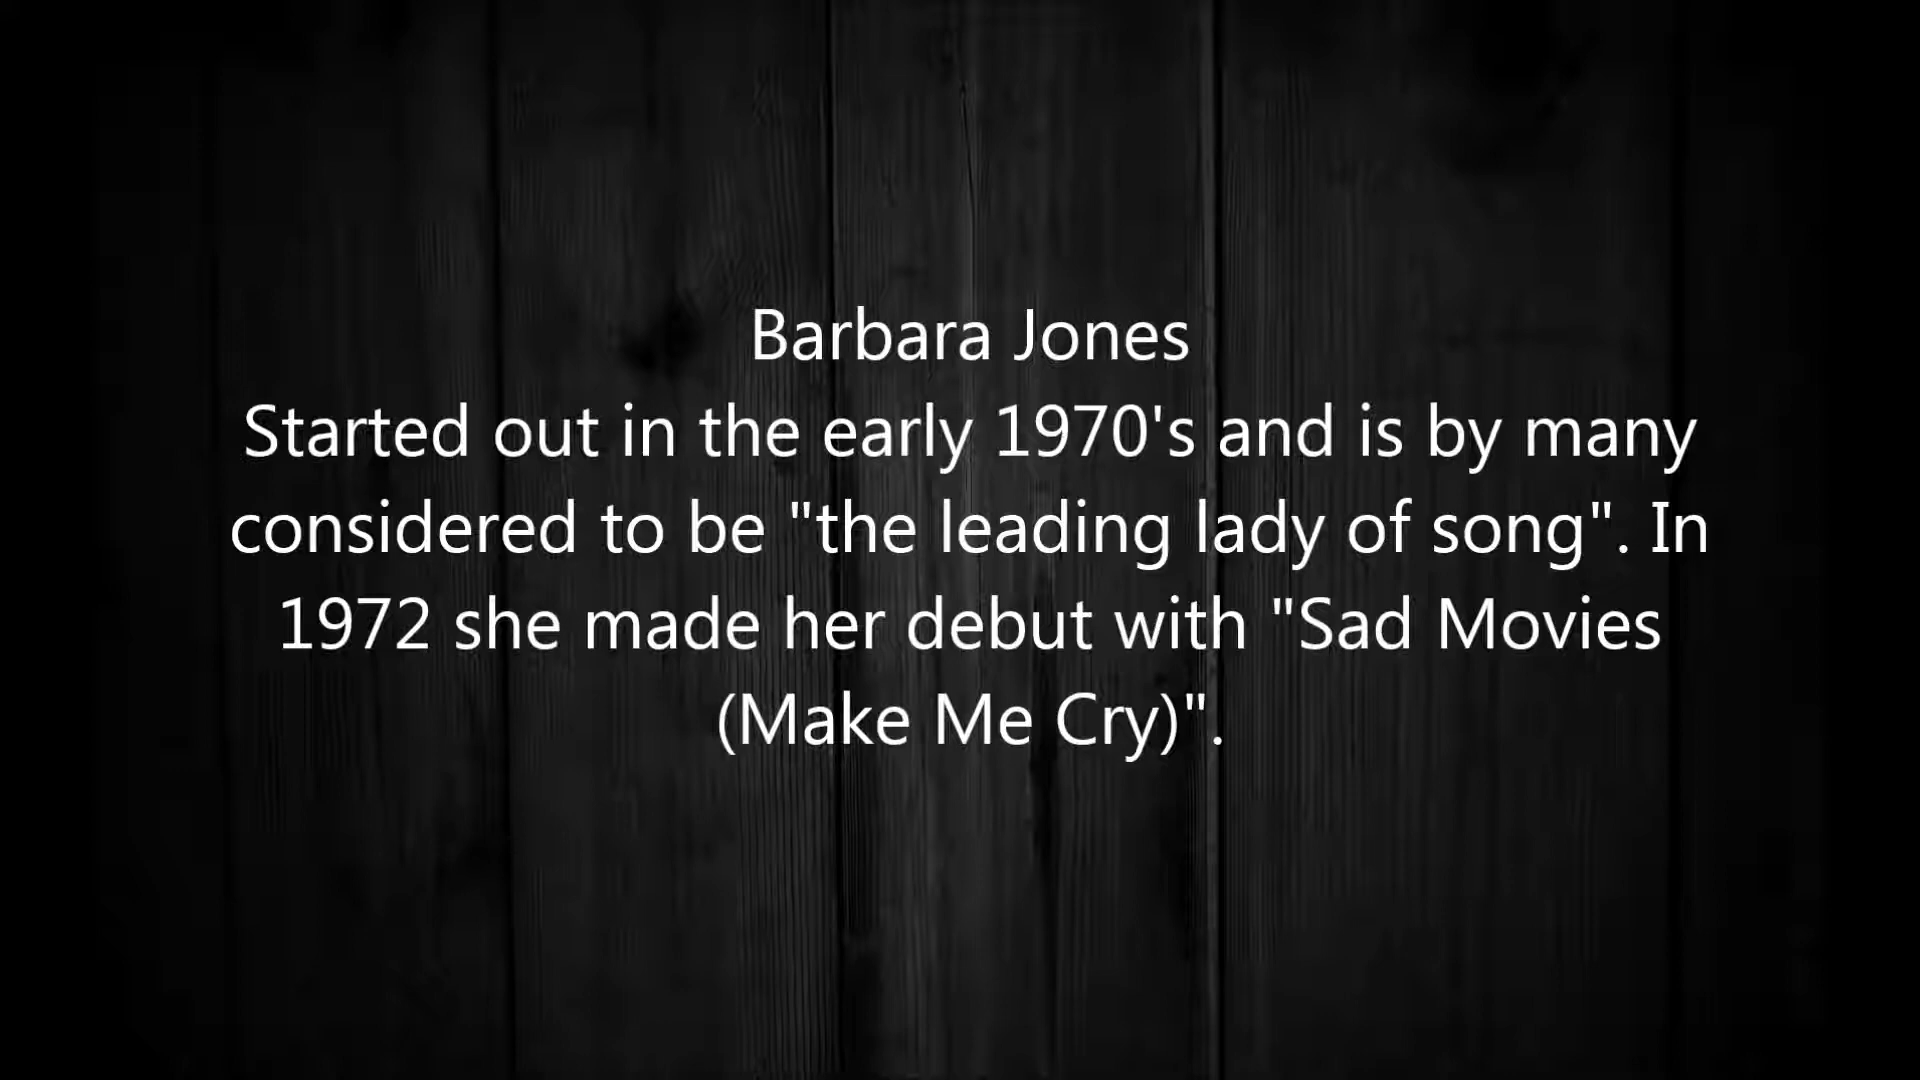 Barbara Jones
Started out in the early 1970's and is by many
considered to be "the leading lady of song". In
1972 she made her debut with "Sad Movies
(Make Me Cry)".